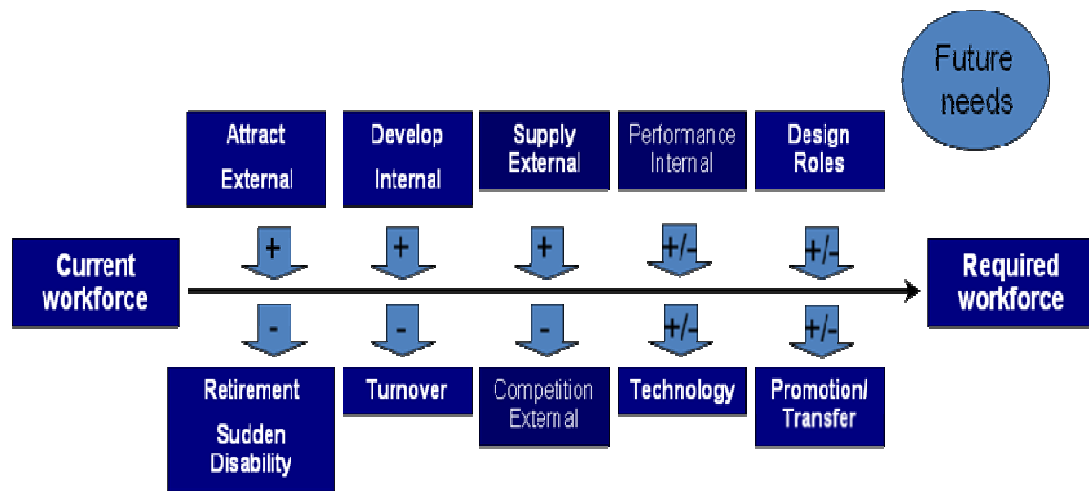 Future
needs
Attract
External
Develop
Internal
Supply
External
Performance
Internal
Design
Roles
+
+
+
+/-
+/-
Current
workforce
Required
workforce
-
-
-
+/-
+/-
Retirement
Sudden
Disability
Turnover
Competition
External
Technology
Promotion/
Transfer